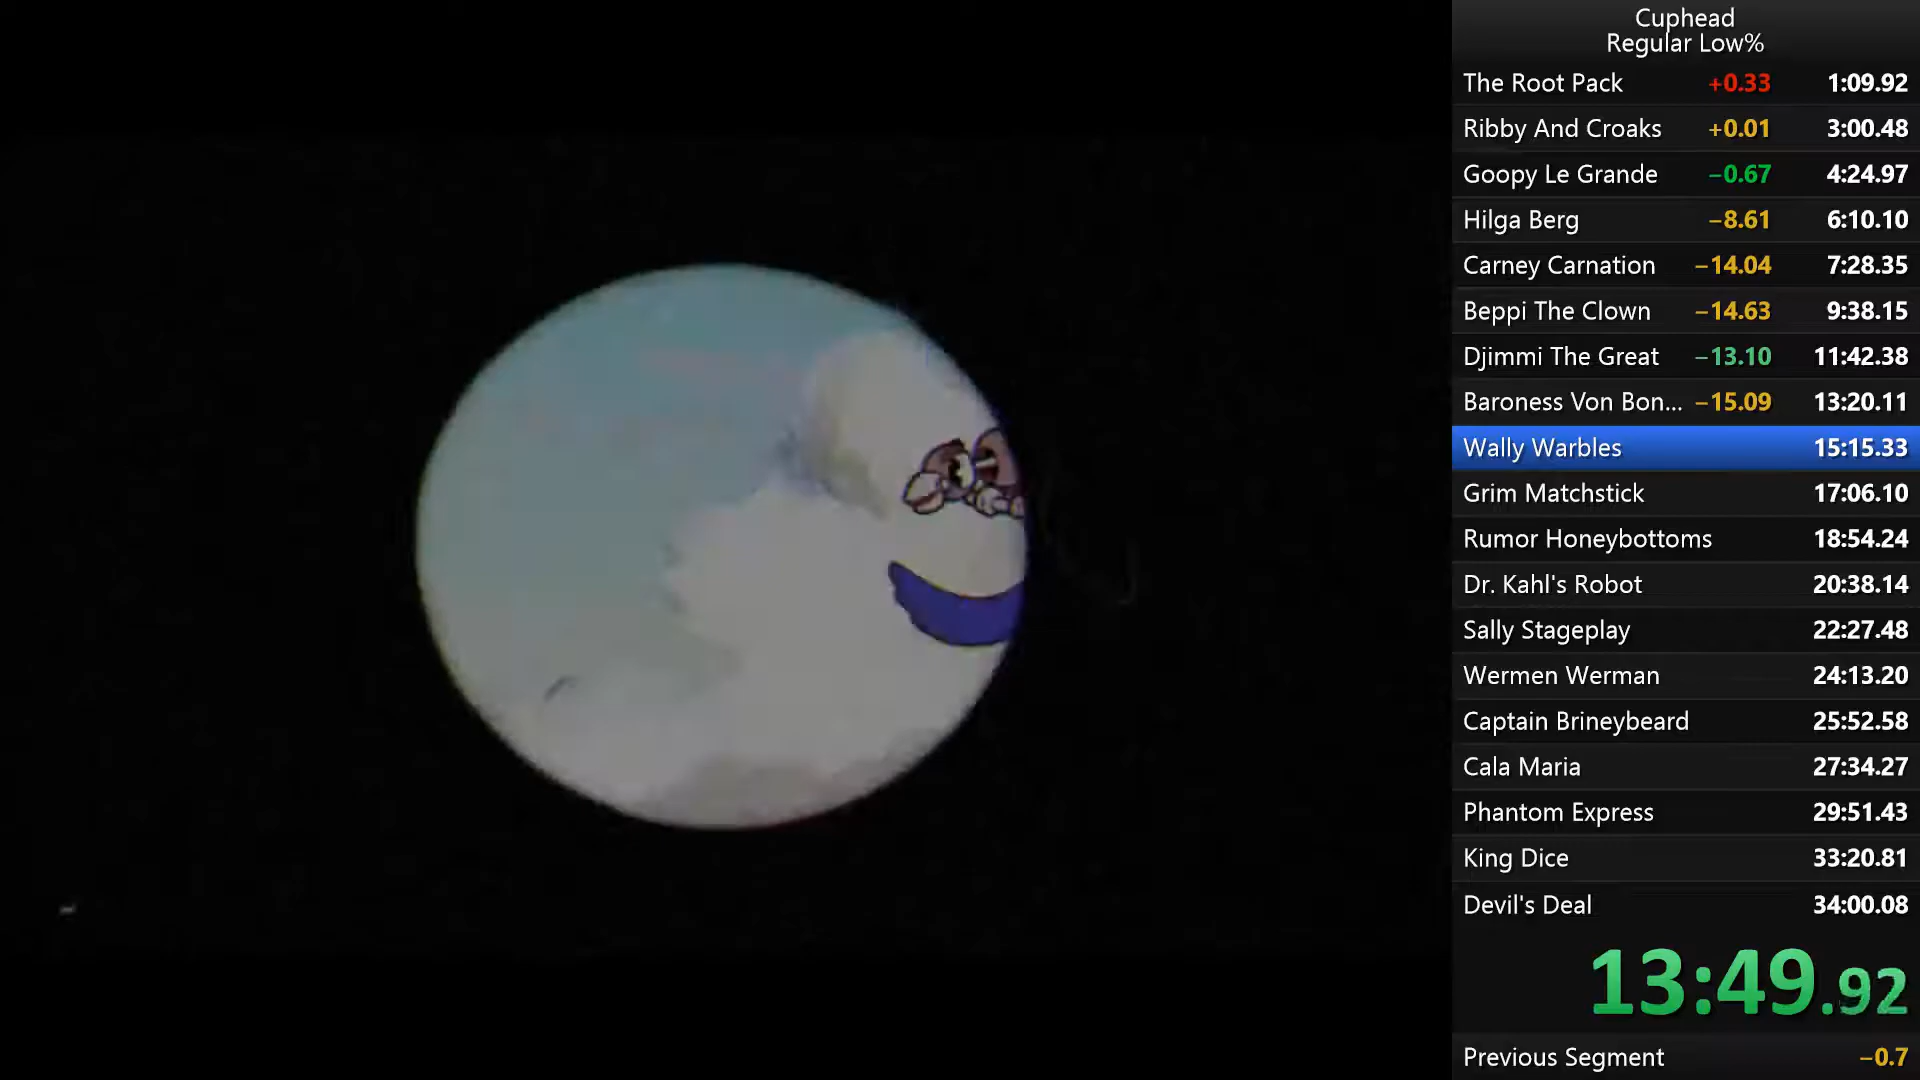 Cuphead
Regular Low%
The Root Pack +0.33 1:09.92
Ribby And Croaks +0.01 3:00.48
Goopy Le Grande −0.67 4:24.97
Hilga Berg −8.61 6:10.10
Carney Carnation −14.04 7:28.35
Beppi The Clown −14.63 9:38.15
Djimmi The Great −13.10 11:42.38
Baroness Von Bon... −15.09 13:20.11
Wally Warbles 15:15.33
Grim Matchstick 17:06.10
Rumor Honeybottoms 18:54.24
Dr. Kahl's Robot 20:38.14
Sally Stageplay 22:27.48
Wermen Werman 24:13.20
Captain Brineybeard 25:52.58
Cala Maria 27:34.27
Phantom Express 29:51.43
King Dice 33:20.81
Devil's Deal 34:00.08
13:49.92
Previous Segment −0.7